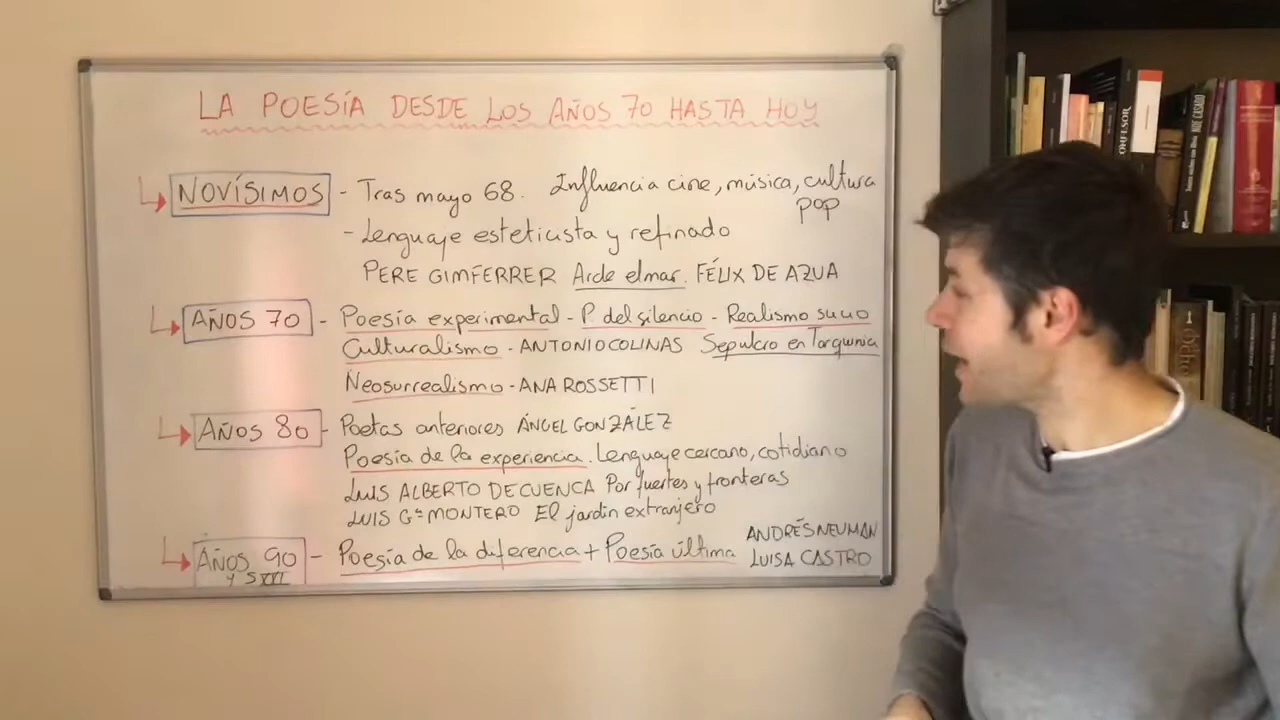 LA POESÍA DESDE LOS AÑOS 70 HASTA HOY
NOVÍSIMOS - Tras mayo 68. Influencia cine, música, cultura
pop
- Lenguaje esteticista y refinado
PERE GIMFERRER Arde el mar. FÉLIX DE AZUA
AÑOS 70 - Poesía experimental - P del silencio - Realismo sucio
Culturalismo - ANTONIO COLINAS Sepulcro en Tarquinia
Neosurrealismo - ANA ROSSETTI
AÑOS 80 - Poetas anteriores ÁNGEL GONZÁLEZ
Poesía de la experiencia. Lenguaje cercano, cotidiano
LUIS ALBERTO DE CUENCA Por fuertes y fronteras
LUIS Gª MONTERO El jardín extranjero
AÑOS 90 - Poesía de la diferencia + Poesía última
Y SXXI
ANDRÉS NEUMAN
LUISA CASTRO
NOE CASADO